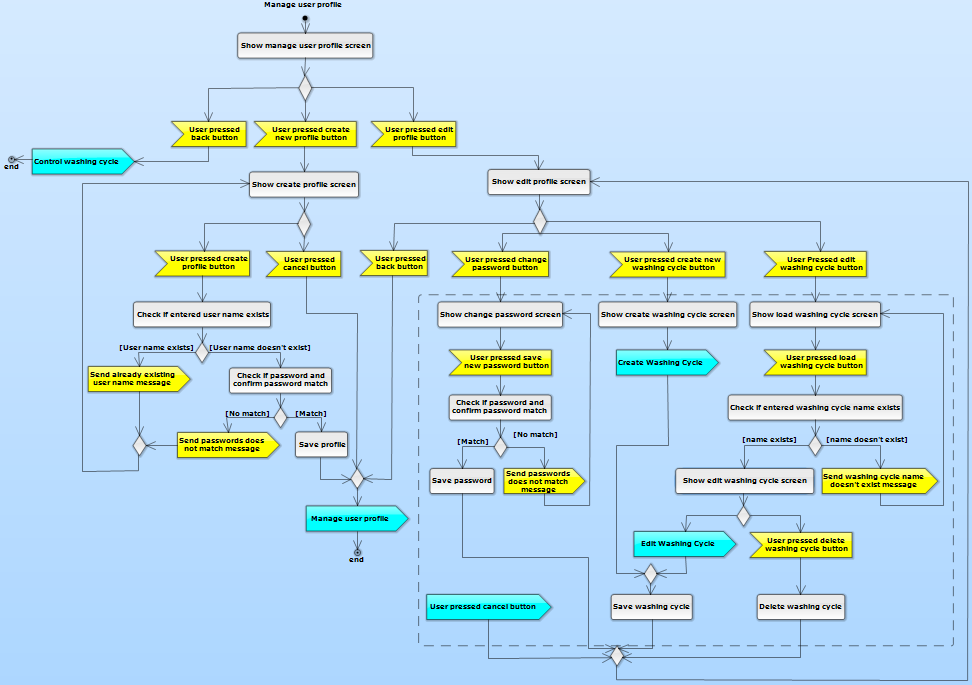 Manage user profile
Show manage user profile screen
User pressed
back button
User pressed create
new profile button
User pressed edit
profile button
Control washing cycle
end
Show create profile screen
Show edit profile screen
User pressed create
profile button
User pressed
cancel button
User pressed
back button
User pressed change
password button
User pressed create new
washing cycle button
User Pressed edit
washing cycle button
Check if entered user name exists
Show change password screen
Show create washing cycle screen
Show load washing cycle screen
[User name exists]
[User name doesn't exist]
Send already existing
user name message
Check if password and
confirm password match
User pressed save
new password button
Create Washing Cycle
User pressed load
washing cycle button
Check if password and
confirm password match
Check if entered washing cycle name exists
[No match]
[Match]
Send passwords does
not match message
Save profile
[Match]
[No match]
[name exists]
[name doesn't exist]
Save password
Send passwords
does not match
message
Show edit washing cycle screen
Send washing cycle name
doesn't exist message
Manage user profile
end
Edit Washing Cycle
User pressed delete
washing cycle button
User pressed cancel button
Save washing cycle
Delete washing cycle